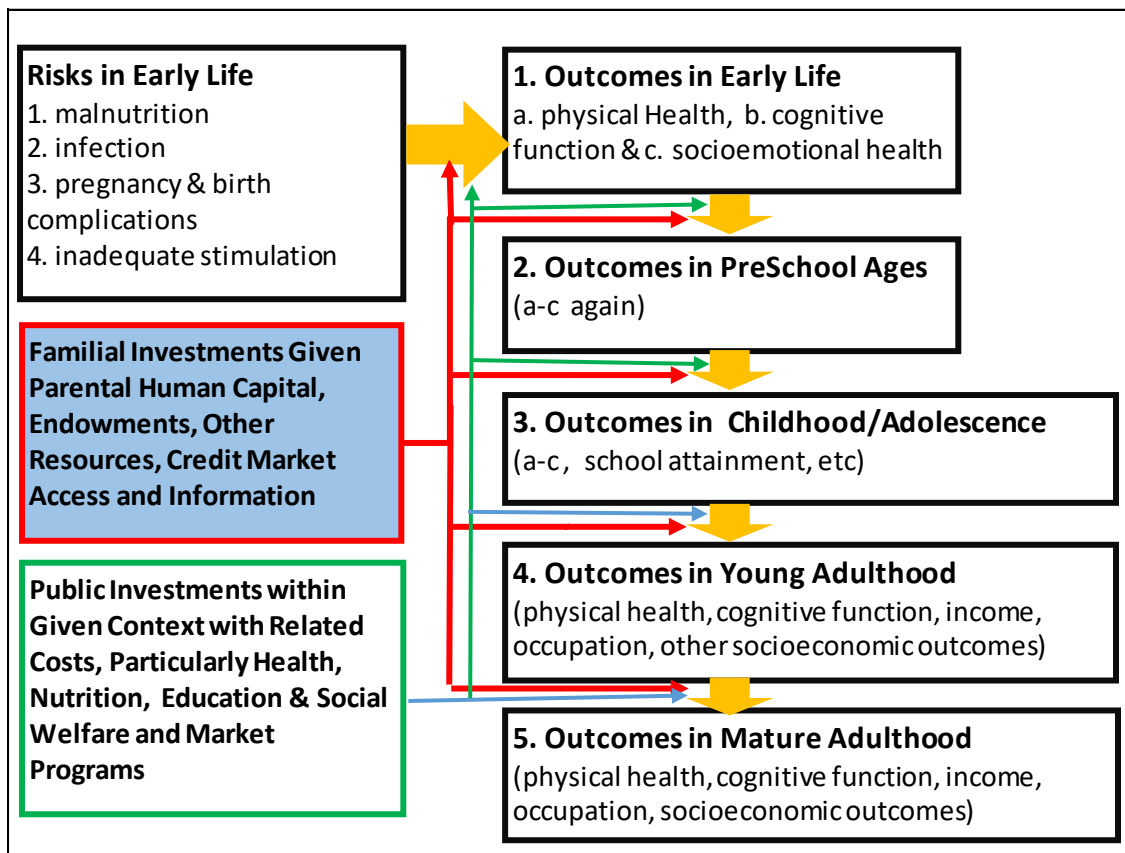 Risks in Early Life
1. malnutrition
2. infection
3. pregnancy & birth
complications
4. inadequate stimulation
Familial Investments Given
Parental Human Capital,
Endowments, Other
Resources, Credit Market
Access and Information
Public Investments within
Given Context with Related
Costs, Particularly Health,
Nutrition, Education & Social
Welfare and Market
Programs
1. Outcomes in Early Life
a. physical Health, b. cognitive
function & c. socioemotional health
2. Outcomes in PreSchool Ages
(a-c again)
3. Outcomes in Childhood/Adolescence
(a-c, school attainment, etc)
4. Outcomes in Young Adulthood
(physical health, cognitive function, income,
occupation, other socioeconomic outcomes)
5. Outcomes in Mature Adulthood
(physical health, cognitive function, income,
occupation, socioeconomic outcomes)